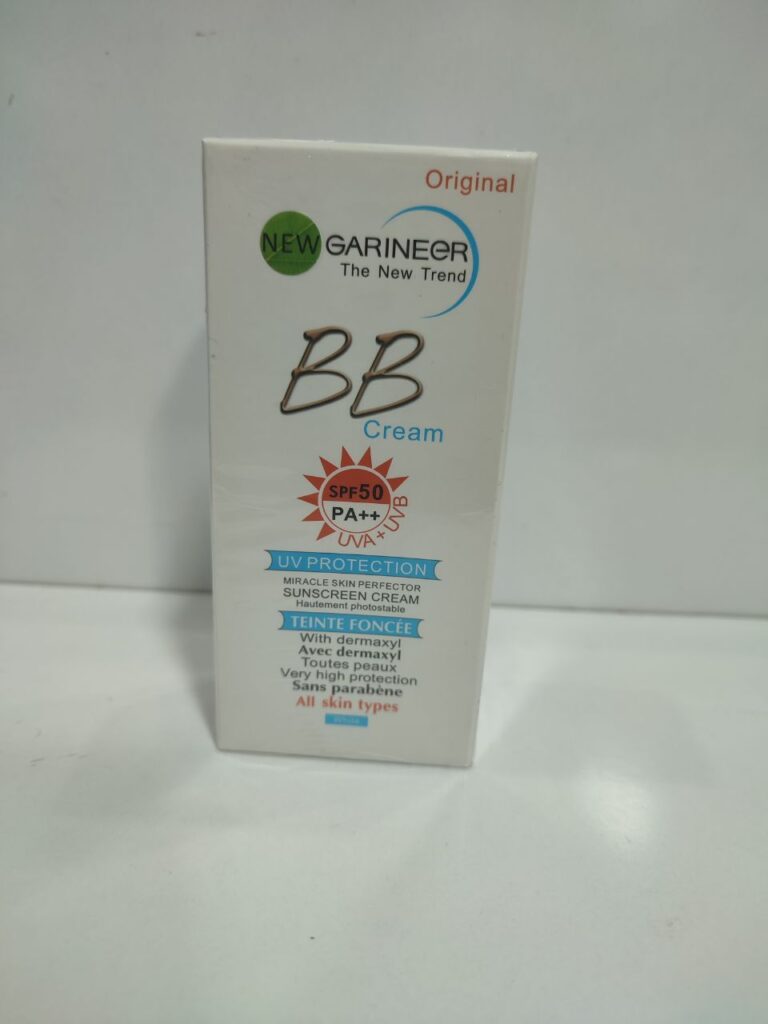 Original
NEW GARINEER
The New Trend
BB
Cream
SPF50
PA++
UVA+UVB
UV PROTECTION
MIRACLE SKIN PERFECTOR
SUNSCREEN CREAM
Hautement photostable
TEINTE FONCÉE
With dermaxyl
Avec dermaxyl
Toutes peaux
Very high protection
Sans parabène
All skin types
White